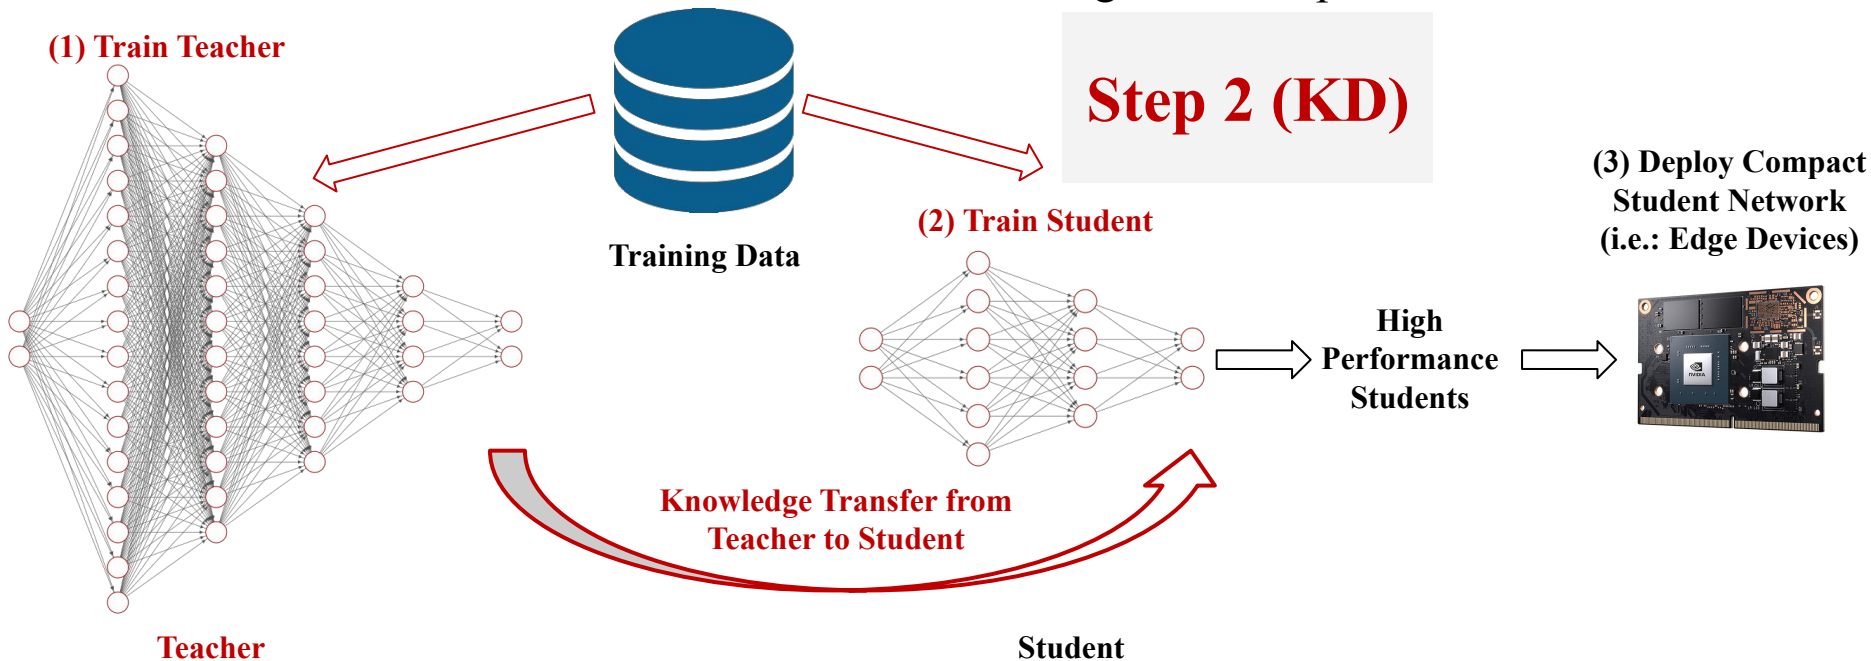 (1) Train Teacher
Step 2 (KD)
Training Data
(2) Train Student
(3) Deploy Compact
Student Network
(i.e.: Edge Devices)
High
Performance
Students
NVIDIA
Knowledge Transfer from
Teacher to Student
Teacher
Student